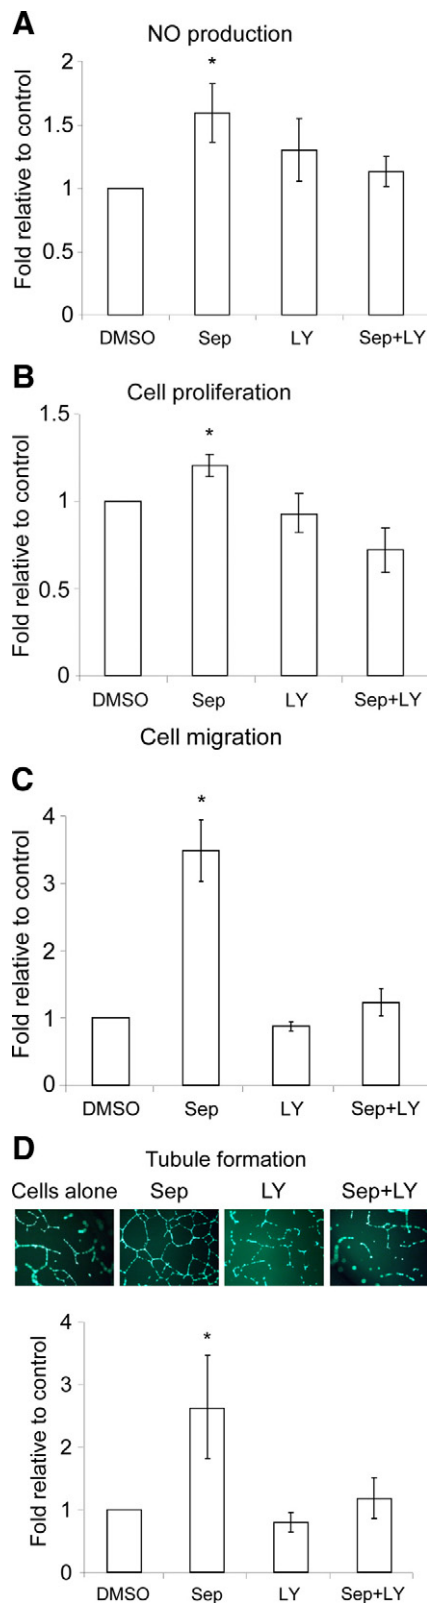 A
NO production
Fold relative to control
2
*
1.5
1
0.5
0
DMSO Sep LY Sep+LY
B
Cell proliferation
Fold relative to control
1.5
*
1
0.5
0
DMSO Sep LY Sep+LY
Cell migration
C
Fold relative to control
4
*
3
2
1
0
DMSO Sep LY Sep+LY
D
Tubule formation
Cells alone Sep LY Sep+LY
Fold relative to control
4
*
3
2
1
0
DMSO Sep LY Sep+LY